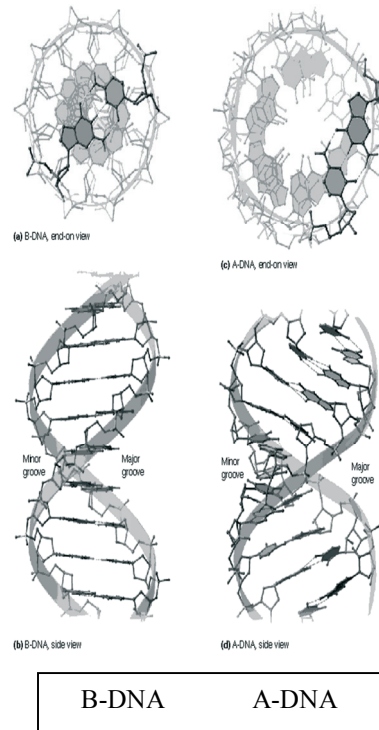 (a) B-DNA, end-on view
(c) A-DNA, end-on view
Minor groove
Major groove
Minor groove
Major groove
(b) B-DNA, side view
(d) A-DNA, side view
B-DNA A-DNA